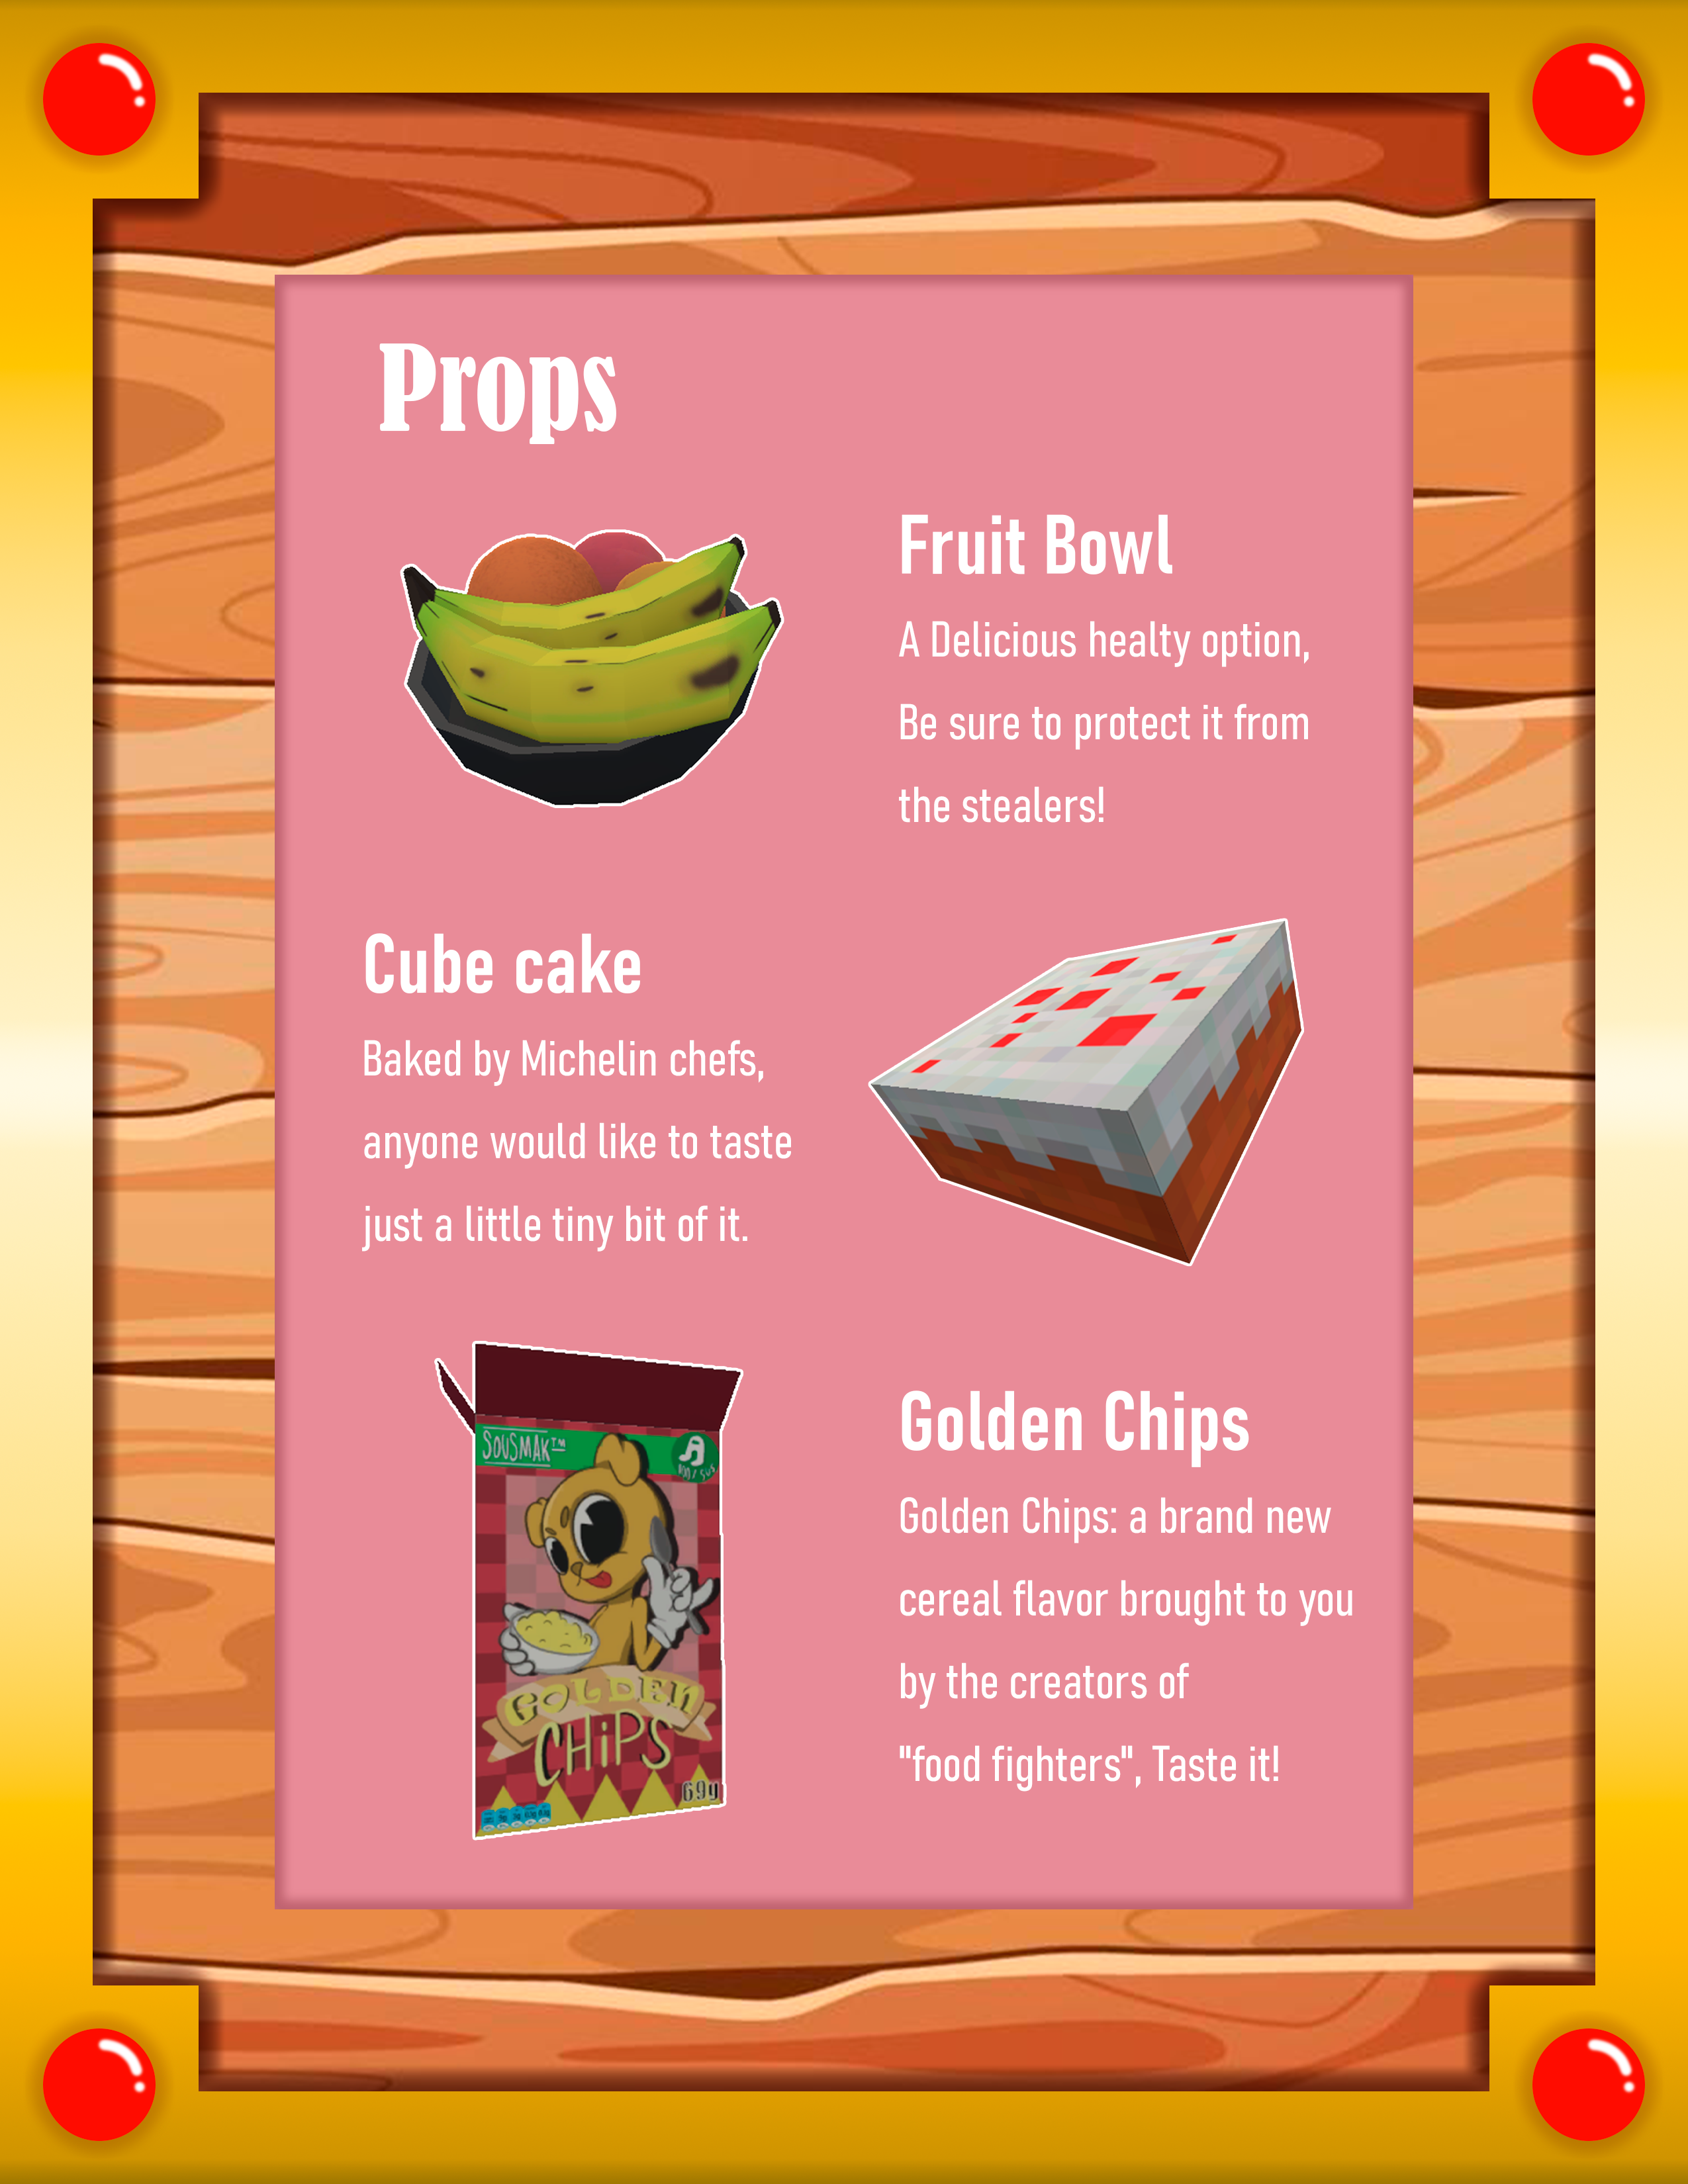 Props
Fruit Bowl
A Delicious healty option,
Be sure to protect it from
the stealers!
Cube cake
Baked by Michelin chefs,
anyone would like to taste
just a little tiny bit of it.
SOUSMAK™
GOLDEN
CHiPS
69g
Golden Chips
Golden Chips: a brand new
cereal flavor brought to you
by the creators of
"food fighters", Taste it!